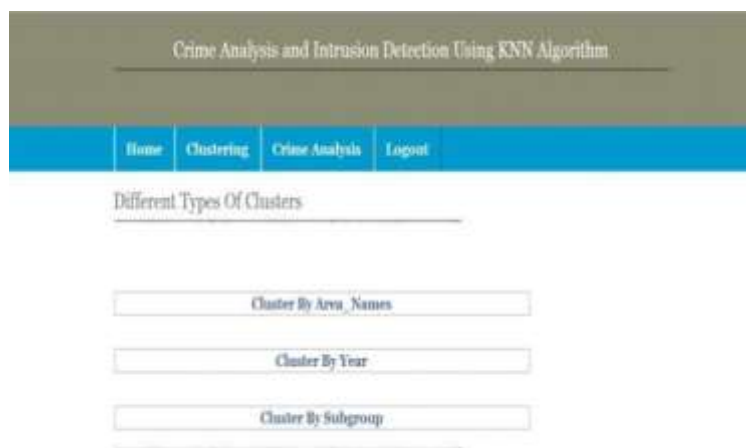 Crime Analysis and Intrusion Detection Using KNN Algorithm
Home Clustering Crime Analysis Logout
Different Types Of Clusters
Cluster By Area_Names
Cluster By Year
Cluster By Subgroup